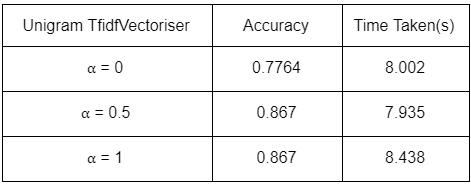 Unigram TfidfVectoriser Accuracy Time Taken(s)
α = 0 0.7764 8.002
α = 0.5 0.867 7.935
α = 1 0.867 8.438